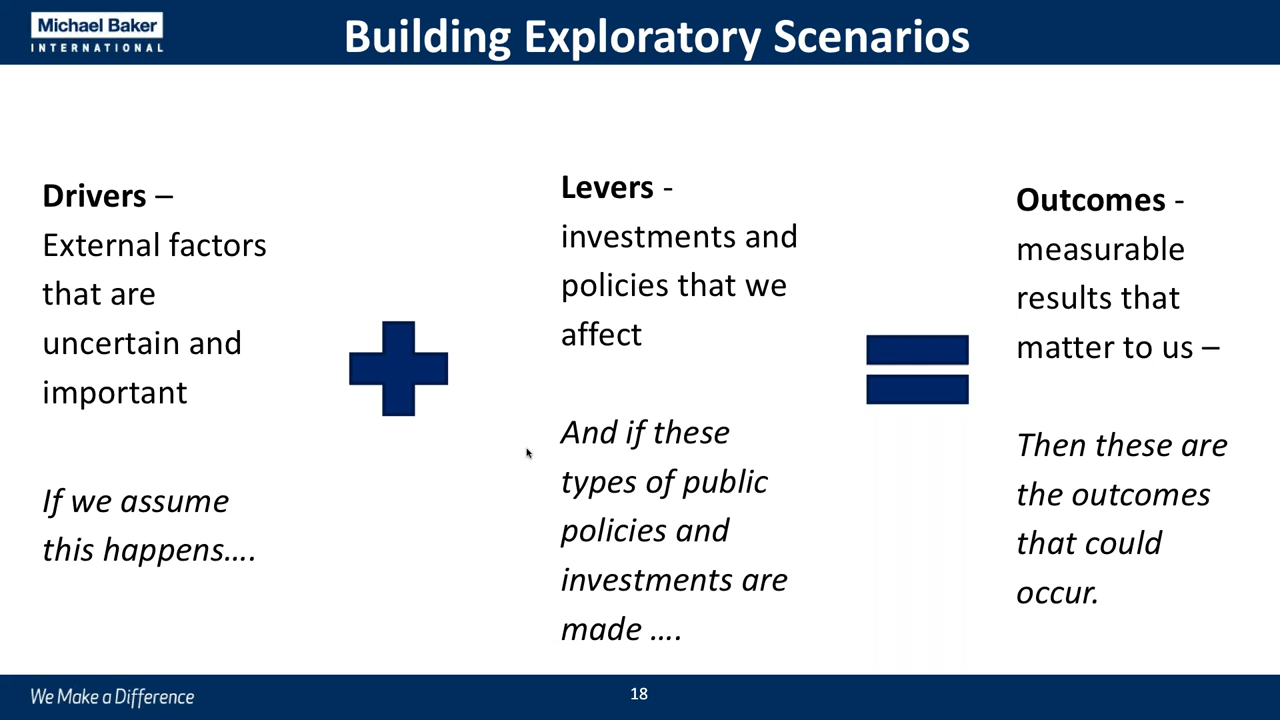 Michael Baker
INTERNATIONAL
Building Exploratory Scenarios
Drivers –
External factors
that are
uncertain and
important
If we assume
this happens....
Levers -
investments and
policies that we
affect
And if these
types of public
policies and
investments are
made ....
Outcomes -
measurable
results that
matter to us –
Then these are
the outcomes
that could
occur.
We Make a Difference
18